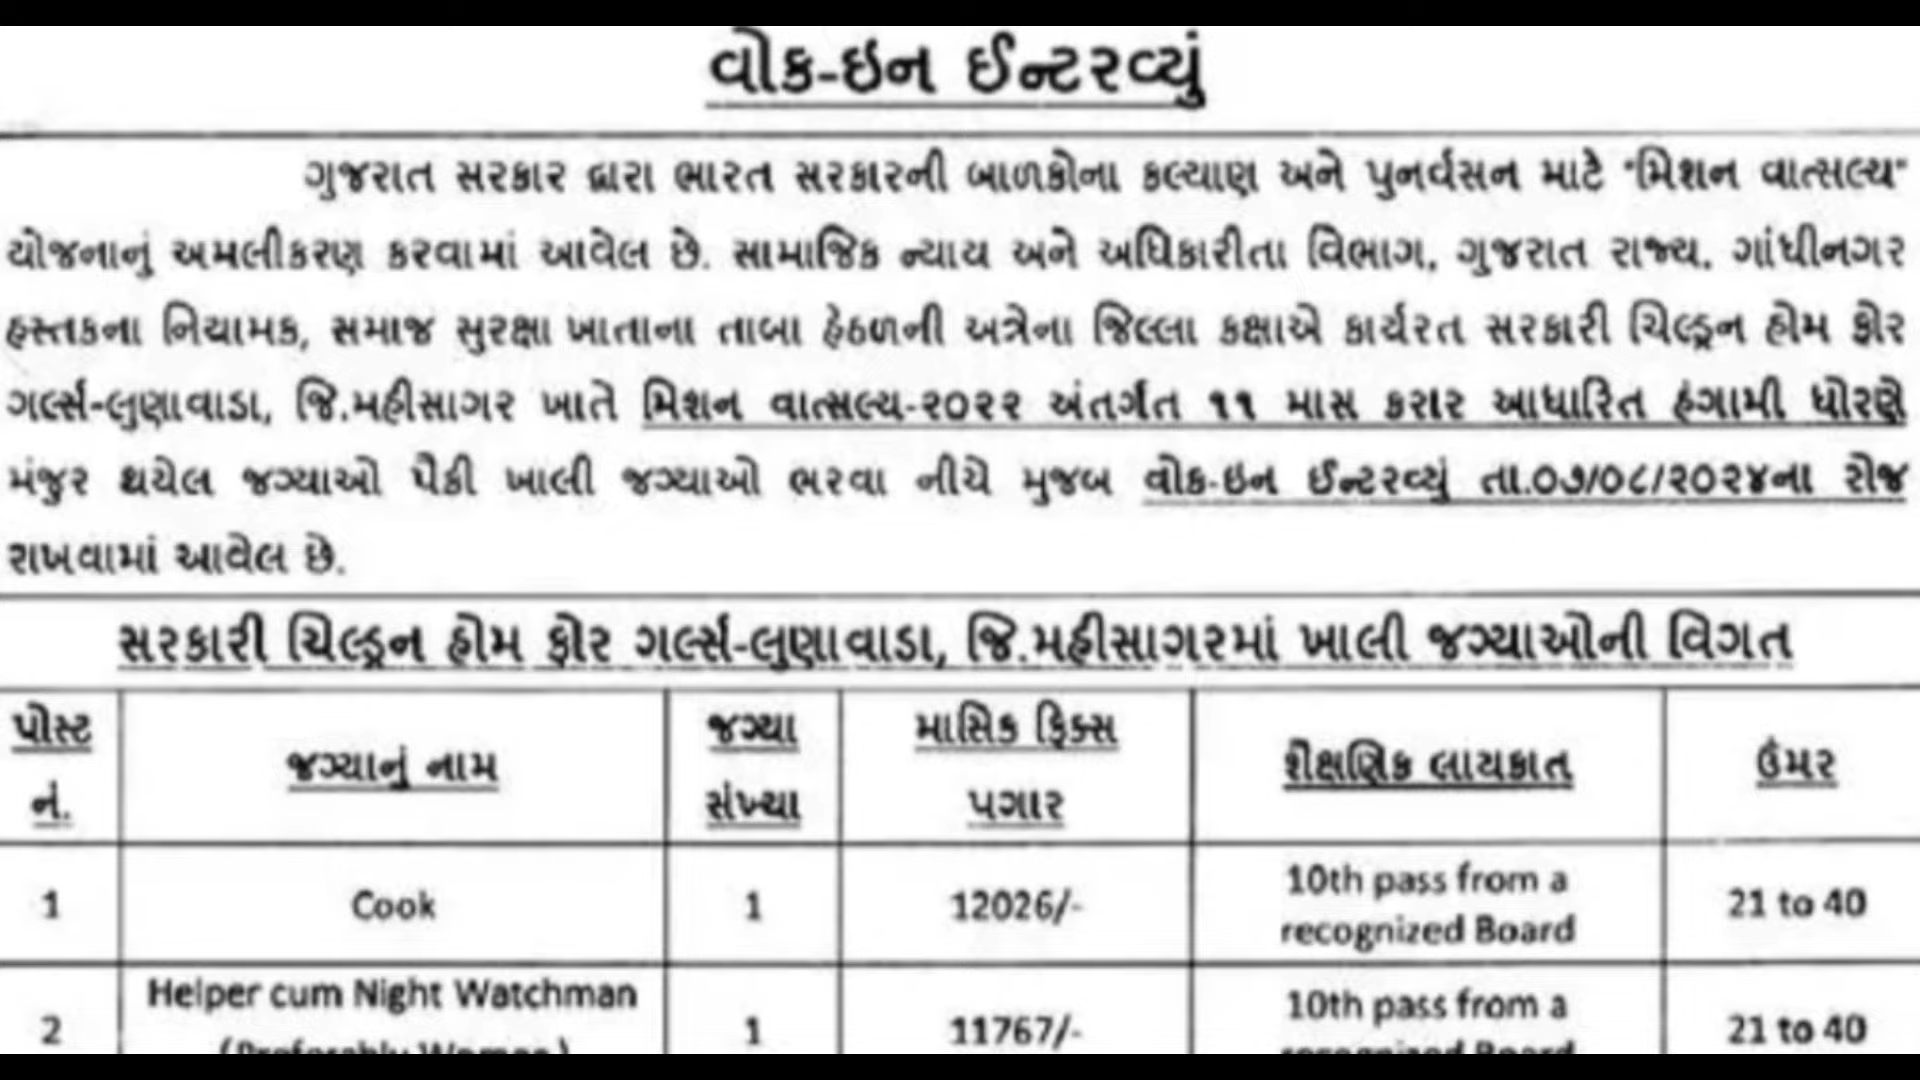 વોક-ઇન ઈન્ટરવ્યું
ગુજરાત સરકાર દ્વારા ભારત સરકારની બાળકોના કલ્યાણ અને પુનર્વસન માટે "મિશન વાત્સલ્ય"
યોજનાનું અમલીકરણ કરવામાં આવેલ છે. સામાજિક ન્યાય અને અધિકારીતા વિભાગ, ગુજરાત રાજ્ય, ગાંધીનગર
હસ્તકના નિયામક, સમાજ સુરક્ષા ખાતાના તાબા હેઠળની અત્રેના જિલ્લા કક્ષાએ કાર્યરત સરકારી ચિલ્ડ્રન હોમ ફોર
ગર્લ્સ-લુણાવાડા, જિ.મહીસાગર ખાતે મિશન વાત્સલ્ય-૨૦૨૨ અંતર્ગત ૧૧ માસ કરાર આધારિત હંગામી ધોરણે
મંજુર થયેલ જગ્યાઓ પૈકી ખાલી જગ્યાઓ ભરવા નીચે મુજબ વોક-ઇન ઈન્ટરવ્યું તા.૦૭/૦૮/૨૦૨૪ના રોજ
રાખવામાં આવેલ છે.
સરકારી ચિલ્ડ્રન હોમ ફોર ગર્લ્સ-લુણાવાડા, જિ.મહીસાગરમાં ખાલી જગ્યાઓની વિગત
પોસ્ટ નં. જગ્યાનું નામ જગ્યા સંખ્યા માસિક ફિક્સ પગાર શૈક્ષણિક લાયકાત ઉંમર
1 Cook 1 12026/- 10th pass from a recognized Board 21 to 40
2 Helper cum Night Watchman (Preferably Women) 1 11767/- 10th pass from a recognized Board 21 to 40